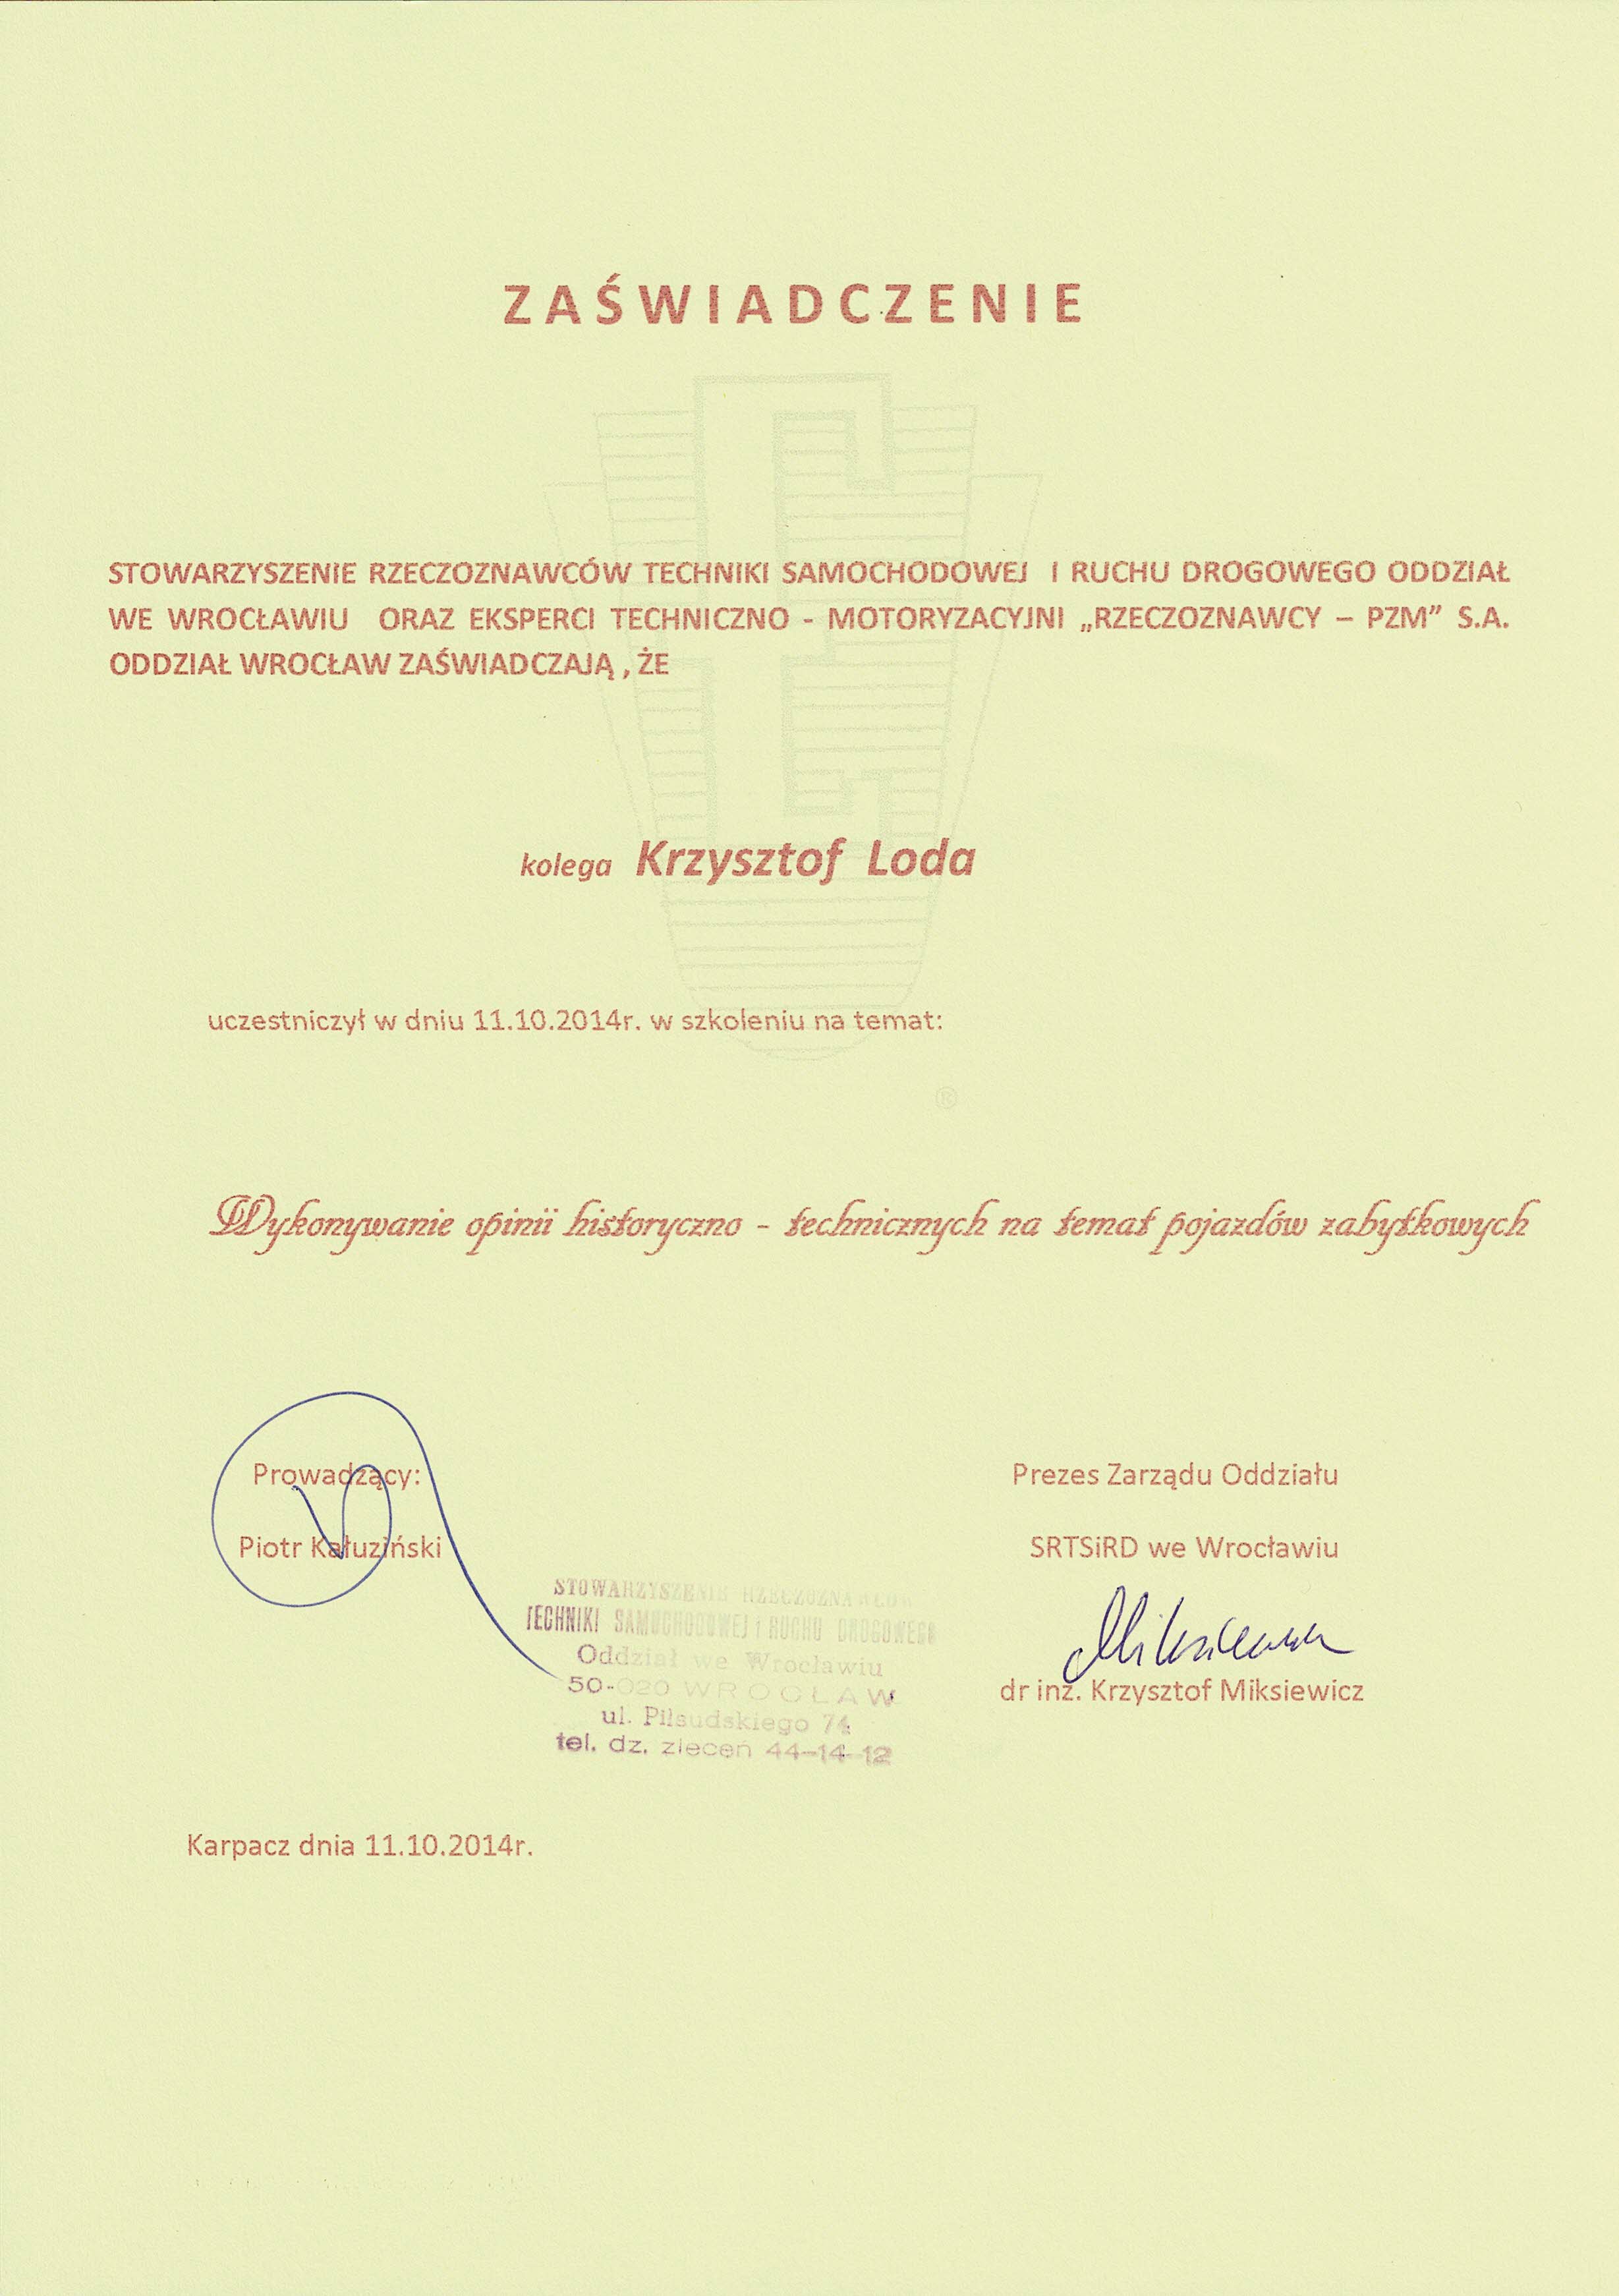 ZAŚWIADCZENIE
STOWARZYSZENIE RZECZOZNAWCÓW TECHNIKI SAMOCHODOWEJ I RUCHU DROGOWEGO ODDZIAŁ
WE WROCŁAWIU ORAZ EKSPERCI TECHNICZNO - MOTORYZACYJNI „RZECZOZNAWCY – PZM” S.A.
ODDZIAŁ WROCŁAW ZAŚWIADCZAJĄ , ŻE
kolega Krzysztof Loda
uczestniczył w dniu 11.10.2014r. w szkoleniu na temat:
®
Wykonywanie opinii historyczno - technicznych na temat pojazdów zabytkowych
Prowadzący:
Piotr Kałuziński
Prezes Zarządu Oddziału
SRTSiRD we Wrocławiu
dr inż. Krzysztof Miksiewicz
STOWARZYSZENIE RZECZOZNAWCÓW
TECHNIKI SAMOCHODOWEJ i RUCHU DROGOWEGO
Oddział we Wrocławiu
50-020 WROCŁAW
ul. Piłsudskiego 74
tel. dz. zleceń 44-14-12
Karpacz dnia 11.10.2014r.